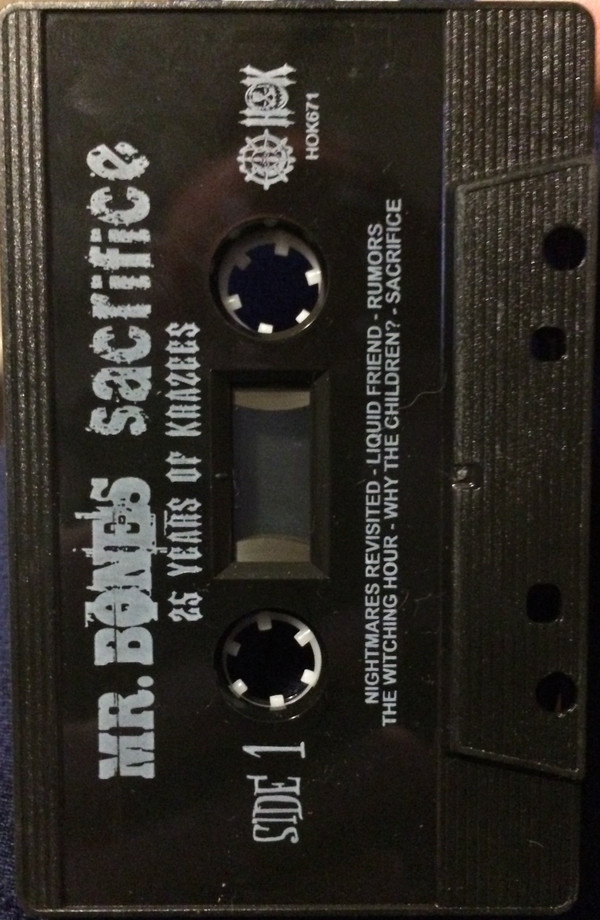 MR. BONES sacrifice
25 YEARS OF KRAZEES
HOK
HOK671
SIDE 1
NIGHTMARES REVISITED - LIQUID FRIEND - RUMORS
THE WITCHING HOUR - WHY THE CHILDREN? - SACRIFICE